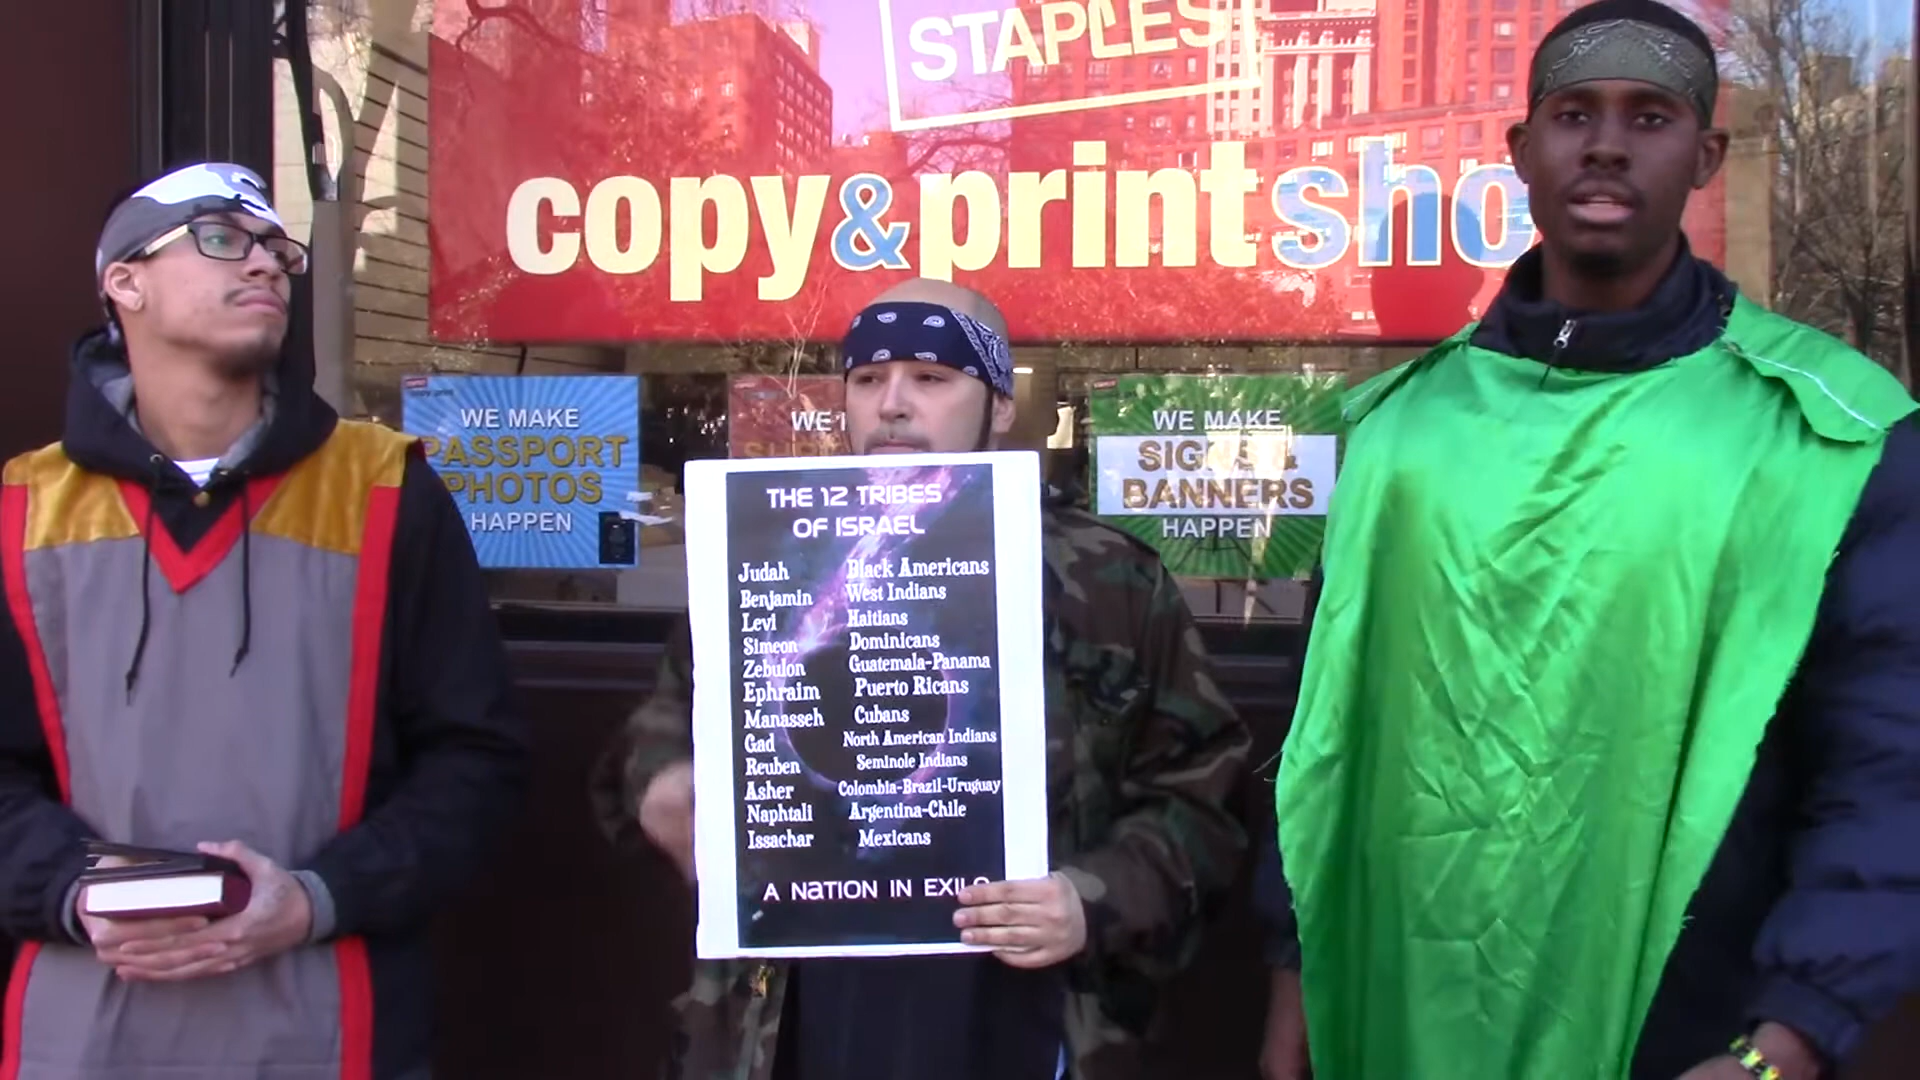 STAPLES
copy&printsho
WE MAKE
PASSPORT
PHOTOS
HAPPEN
WE
WE MAKE
SIGNS &
BANNERS
HAPPEN
THE 12 TRIBES
OF ISRAEL
Judah Black Americans
Benjamin West Indians
Levi Haitians
Simeon Dominicans
Zebulon Guatemala-Panama
Ephraim Puerto Ricans
Manasseh Cubans
Gad North American Indians
Reuben Seminole Indians
Asher Colombia-Brazil-Uruguay
Naphtali Argentina-Chile
Issachar Mexicans
A NATION IN EXILE